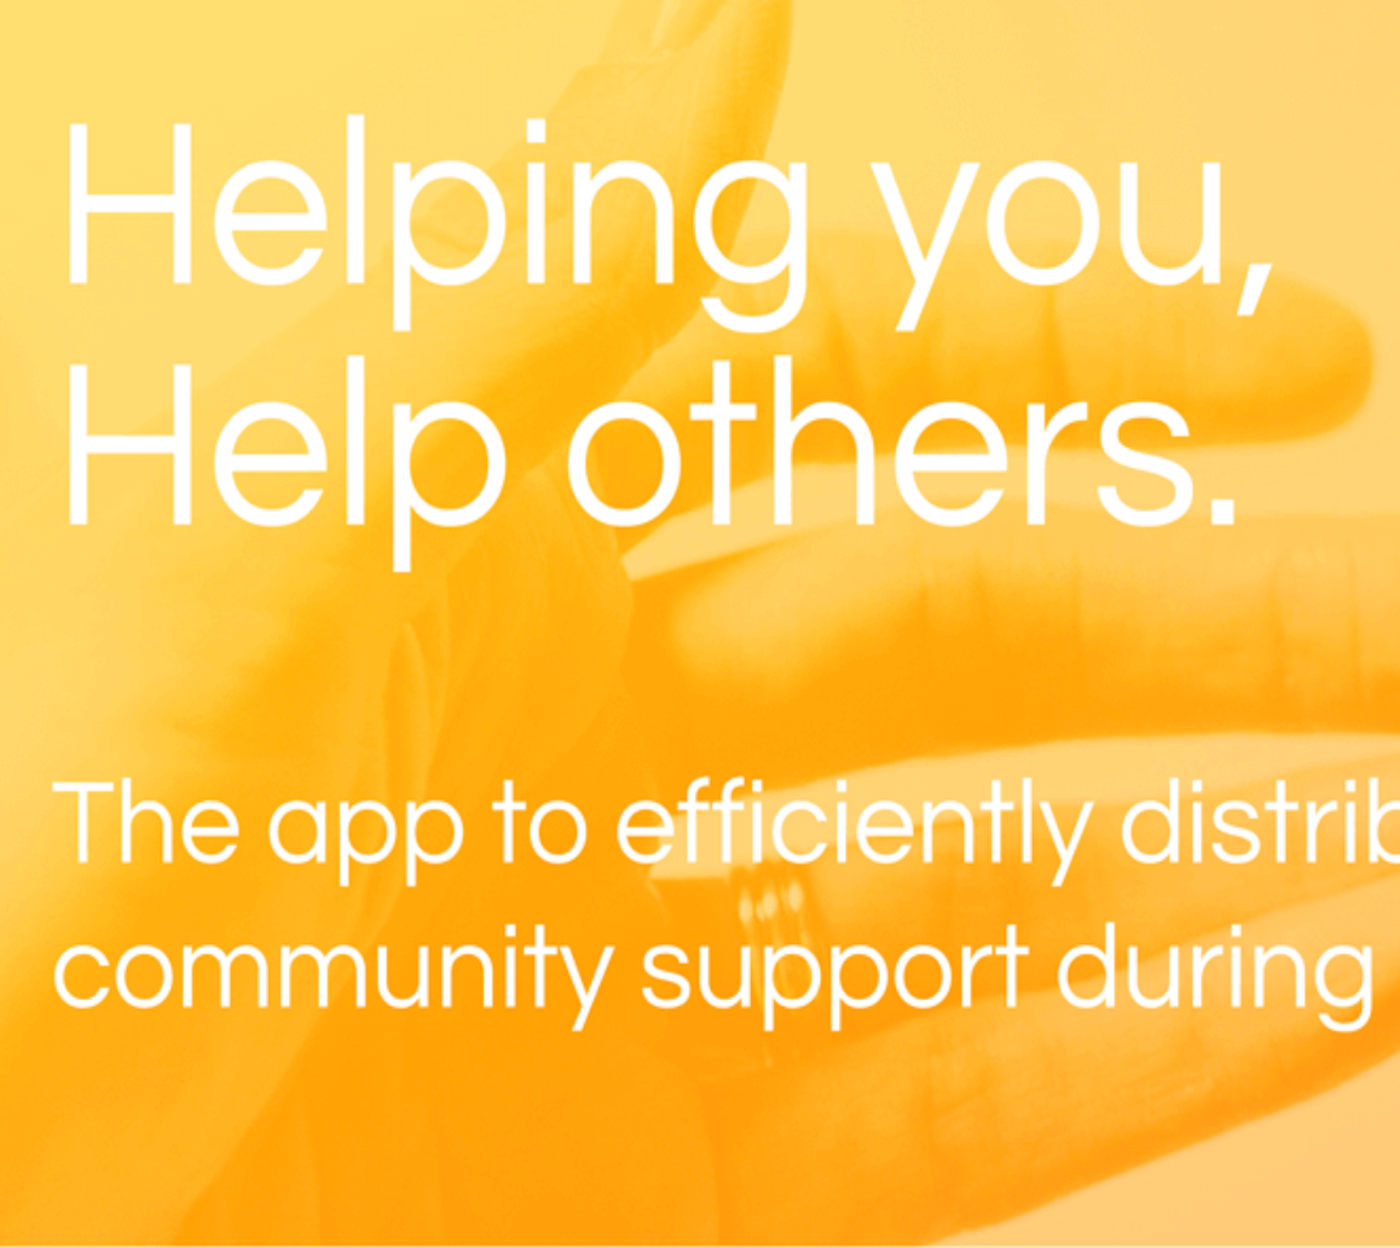 Helping you,
Help others.
The app to efficiently distrib
community support during